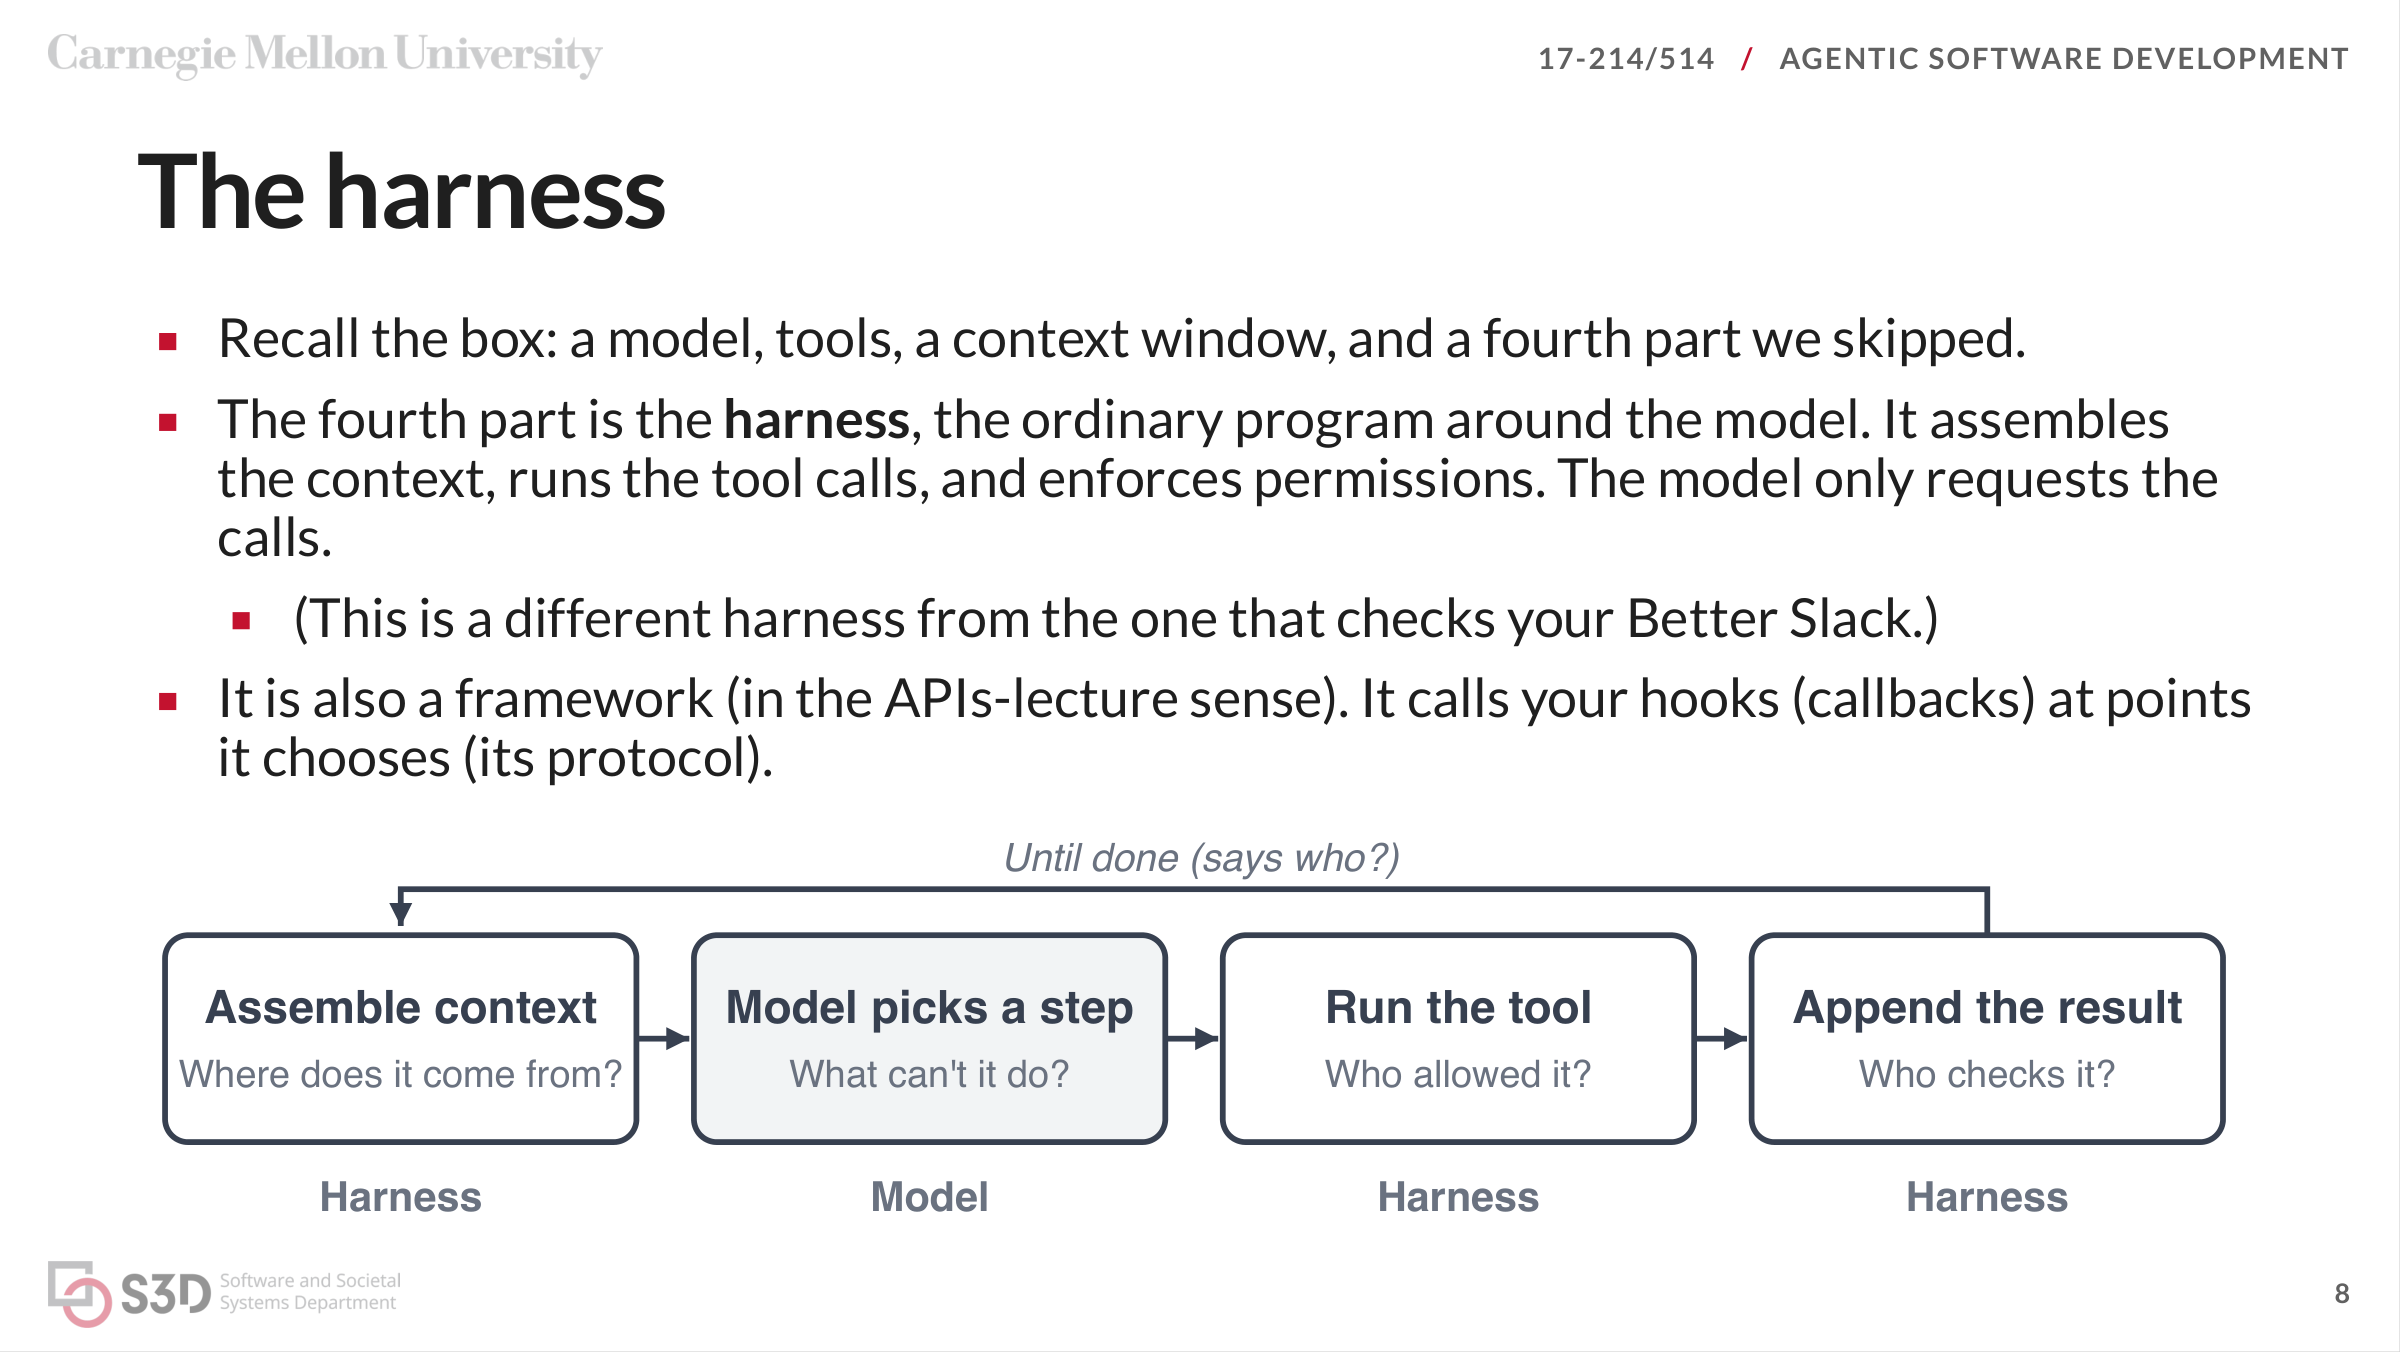 Carnegie Mellon University
17-214/514 / AGENTIC SOFTWARE DEVELOPMENT
The harness
Recall the box: a model, tools, a context window, and a fourth part we skipped.
The fourth part is the harness, the ordinary program around the model. It assembles
the context, runs the tool calls, and enforces permissions. The model only requests the
calls.
(This is a different harness from the one that checks your Better Slack.)
It is also a framework (in the APIs-lecture sense). It calls your hooks (callbacks) at points
it chooses (its protocol).
Until done (says who?)
Assemble context
Where does it come from?
Harness
Model picks a step
What can't it do?
Model
Run the tool
Who allowed it?
Harness
Append the result
Who checks it?
Harness
S3D
Software and Societal
Systems Department
8